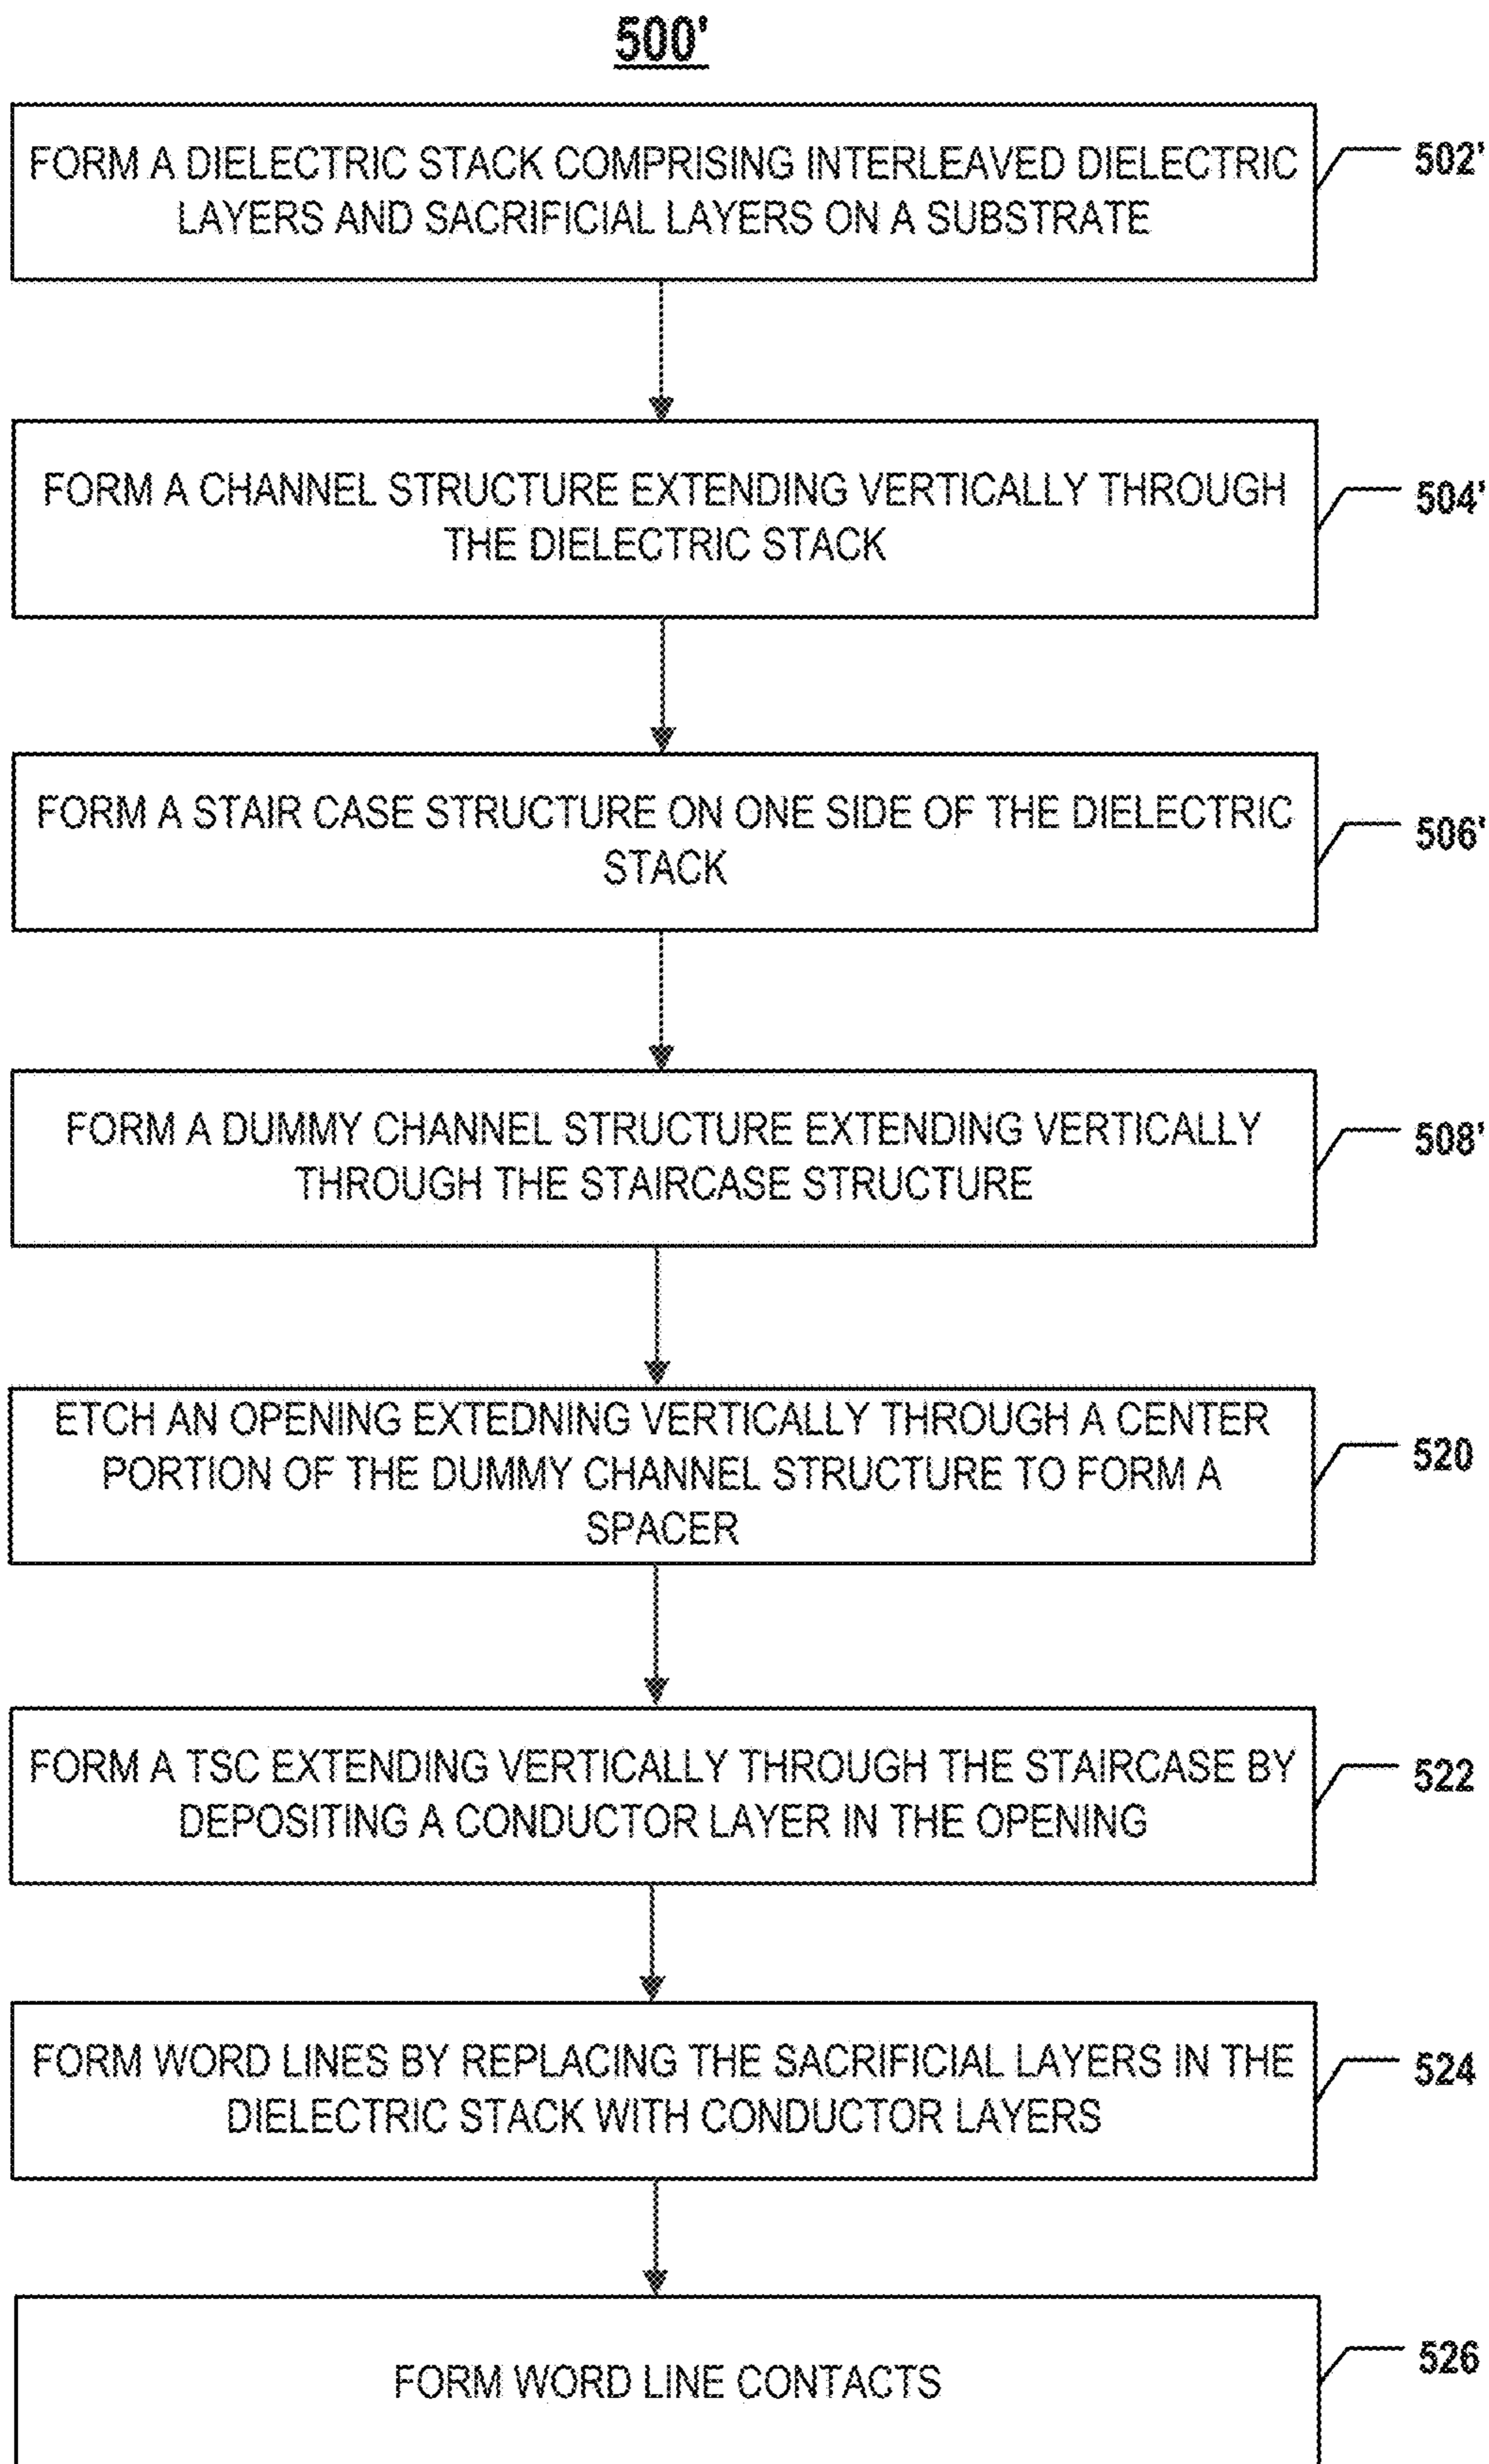 500'
FORM A DIELECTRIC STACK COMPRISING INTERLEAVED DIELECTRIC
LAYERS AND SACRIFICIAL LAYERS ON A SUBSTRATE
502'
FORM A CHANNEL STRUCTURE EXTENDING VERTICALLY THROUGH
THE DIELECTRIC STACK
504'
FORM A STAIR CASE STRUCTURE ON ONE SIDE OF THE DIELECTRIC
STACK
506'
FORM A DUMMY CHANNEL STRUCTURE EXTENDING VERTICALLY
THROUGH THE STAIRCASE STRUCTURE
508'
ETCH AN OPENING EXTEDNING VERTICALLY THROUGH A CENTER
PORTION OF THE DUMMY CHANNEL STRUCTURE TO FORM A
SPACER
520
FORM A TSC EXTENDING VERTICALLY THROUGH THE STAIRCASE BY
DEPOSITING A CONDUCTOR LAYER IN THE OPENING
522
FORM WORD LINES BY REPLACING THE SACRIFICIAL LAYERS IN THE
DIELECTRIC STACK WITH CONDUCTOR LAYERS
524
FORM WORD LINE CONTACTS
526